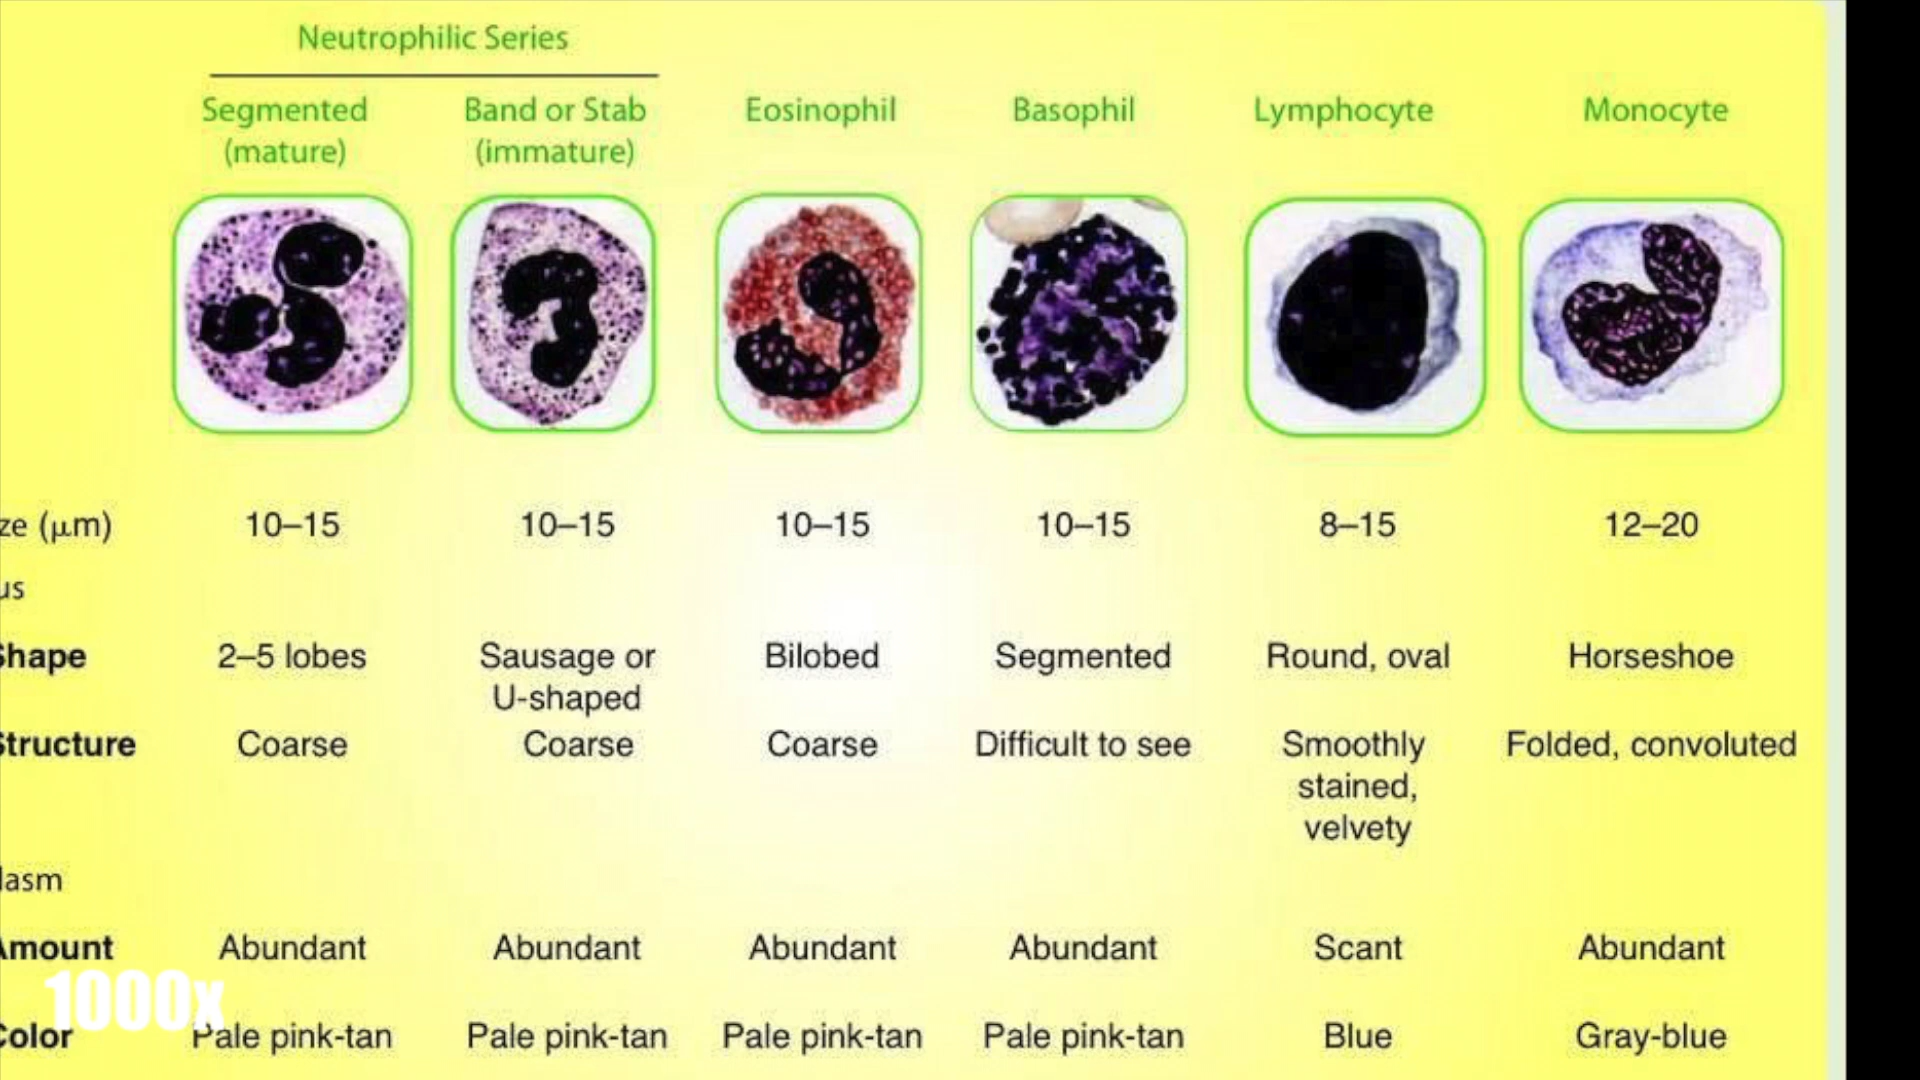 Neutrophilic Series
Segmented Band or Stab Eosinophil Basophil Lymphocyte Monocyte
(mature) (immature)
ze (μm) 10–15 10–15 10–15 10–15 8–15 12–20
us
Shape 2–5 lobes Sausage or Bilobed Segmented Round, oval Horseshoe
U-shaped
Structure Coarse Coarse Coarse Difficult to see Smoothly Folded, convoluted
stained,
velvety
lasm
Amount Abundant Abundant Abundant Abundant Scant Abundant
1000x
Color Pale pink-tan Pale pink-tan Pale pink-tan Pale pink-tan Blue Gray-blue